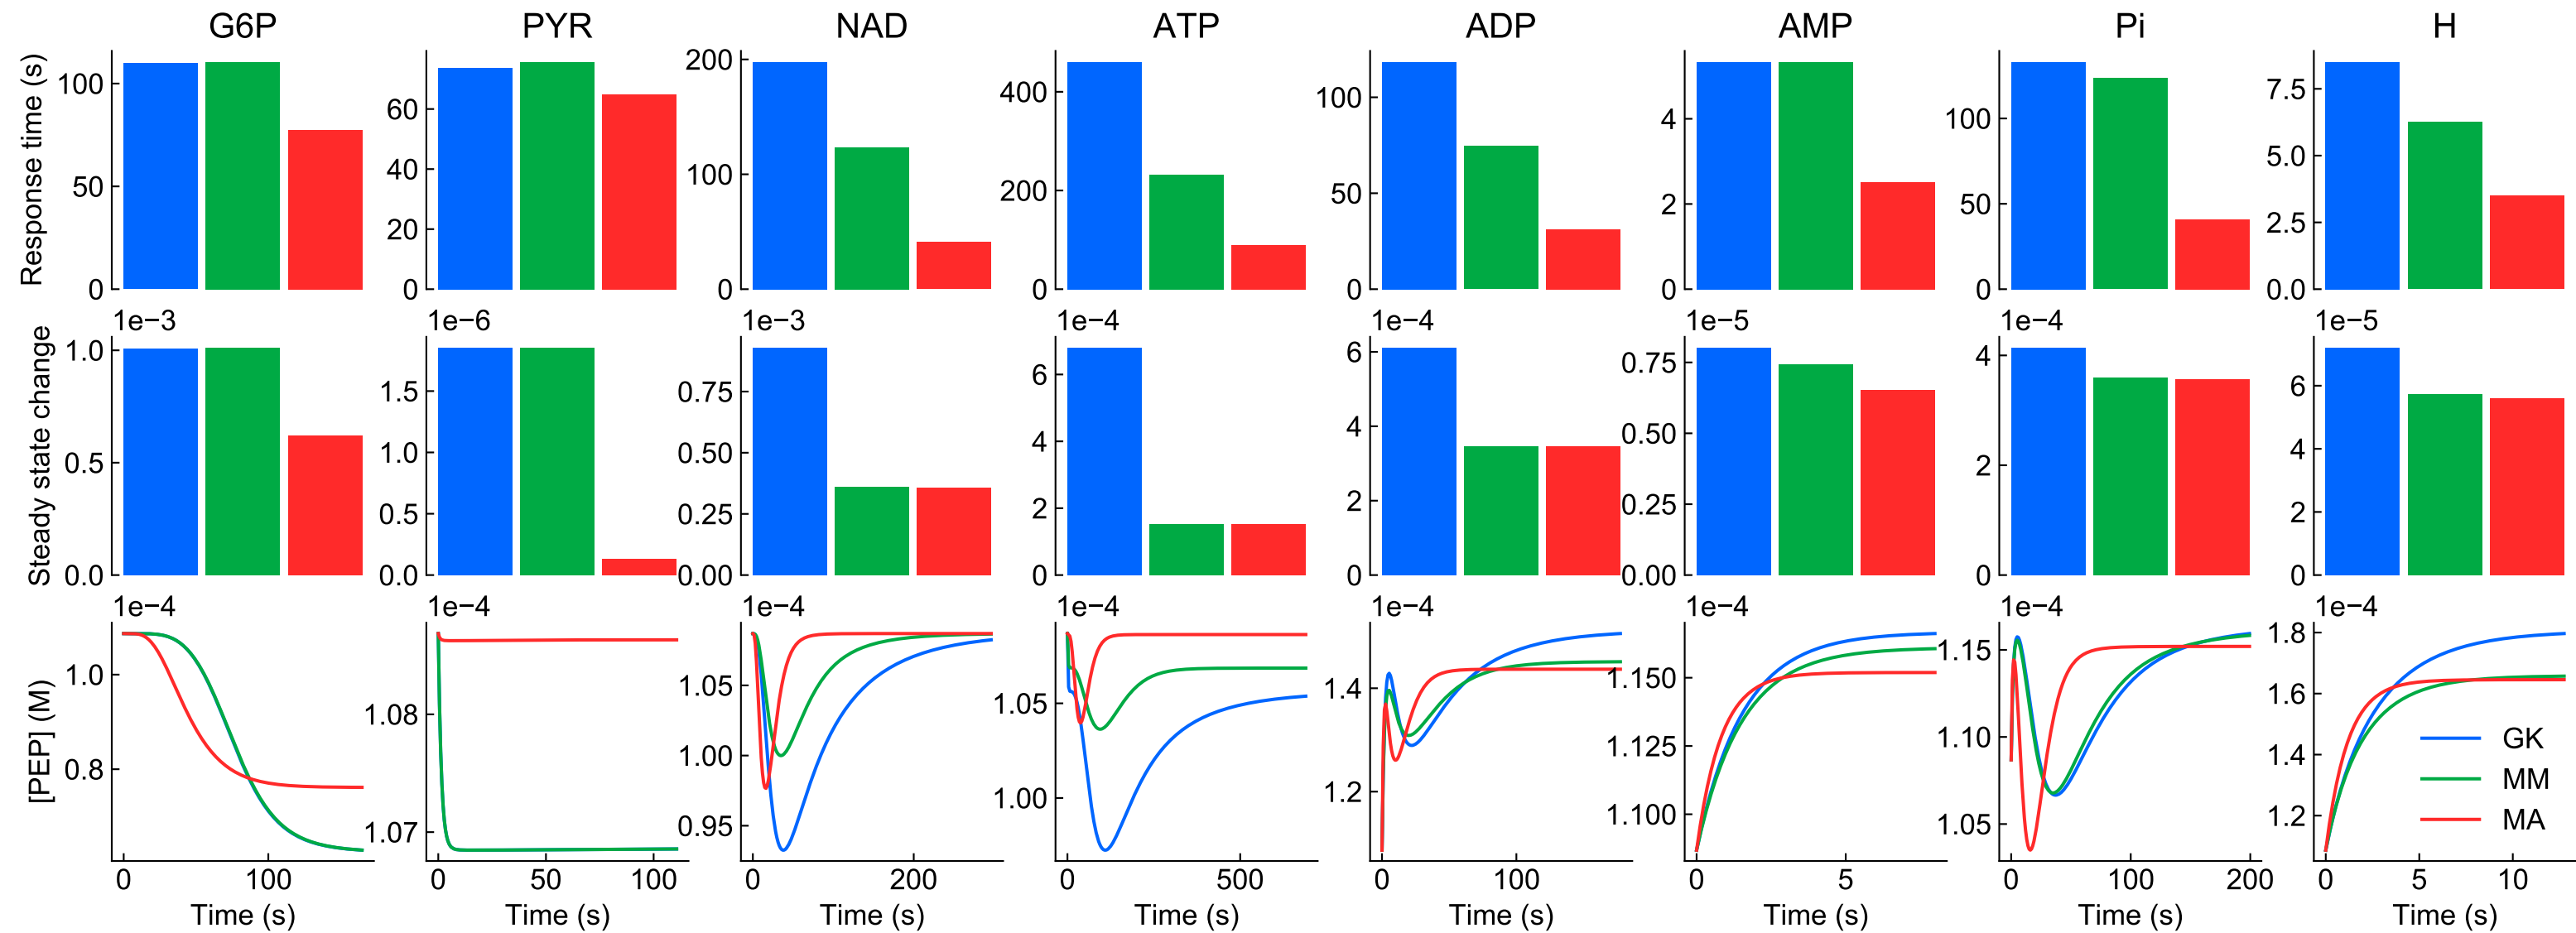 G6P PYR NAD ATP ADP AMP Pi H
Response time (s)
100 50 0
60 40 20 0
200 100 0
400 200 0
100 50 0
4 2 0
100 50 0
7.5 5.0 2.5 0.0
Steady state change
1e−3 1.0 0.5 0.0
1e−6 1.5 1.0 0.5 0.0
1e−3 0.75 0.50 0.25 0.00
1e−4 6 4 2 0
1e−4 6 4 2 0
1e−5 0.75 0.50 0.25 0.00
1e−4 4 2 0
1e−5 6 4 2 0
[PEP] (M)
1e−4 1.0 0.8
1e−4 1.08 1.07
1e−4 1.05 1.00 0.95
1e−4 1.05 1.00
1e−4 1.4 1.2
1e−4 1.150 1.125 1.100
1e−4 1.15 1.10 1.05
1e−4 1.8 1.6 1.4 1.2
GK
MM
MA
0 100
0 50 100
0 200
0 500
0 100
0 5
0 100 200
0 5 10
Time (s) Time (s) Time (s) Time (s) Time (s) Time (s) Time (s) Time (s)